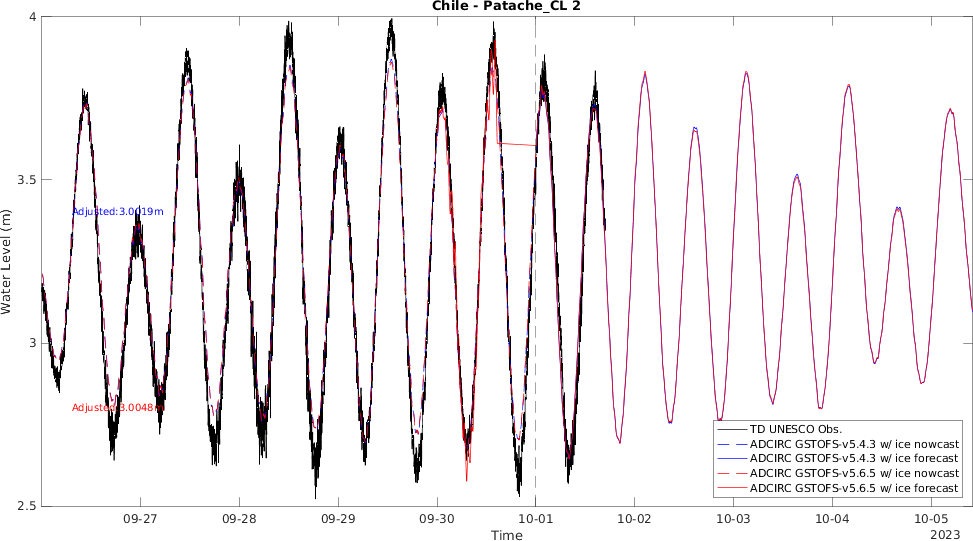 Chile - Patache_CL 2
Water Level (m)
4
3.5
3
2.5
Adjusted:3.0019m
Adjusted:3.0048m
TD UNESCO Obs.
ADCIRC GSTOFS-v5.4.3 w/ ice nowcast
ADCIRC GSTOFS-v5.4.3 w/ ice forecast
ADCIRC GSTOFS-v5.6.5 w/ ice nowcast
ADCIRC GSTOFS-v5.6.5 w/ ice forecast
09-27 09-28 09-29 09-30 10-01 10-02 10-03 10-04 10-05
Time
2023